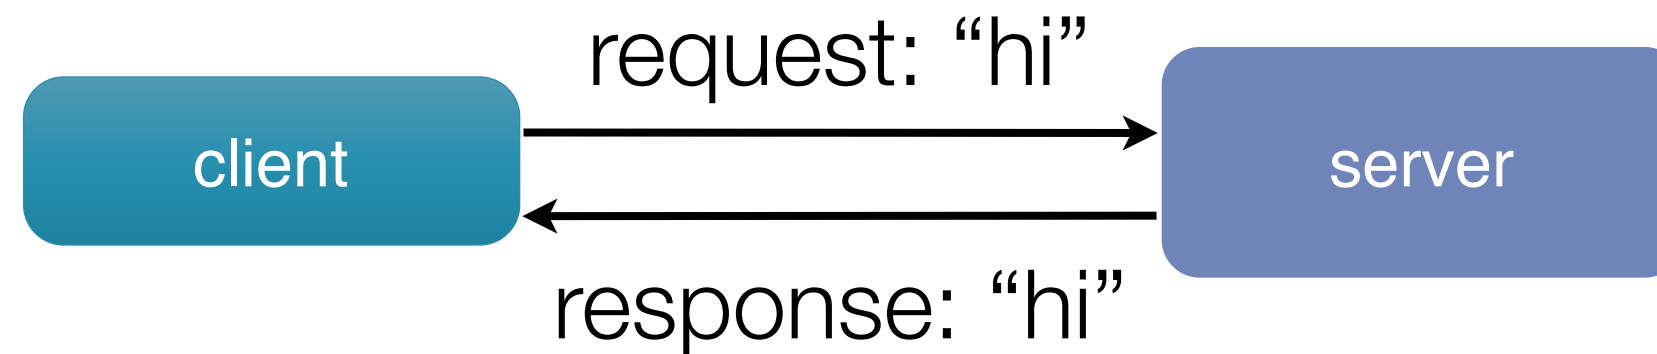 request: “hi”
client
server
response: “hi”